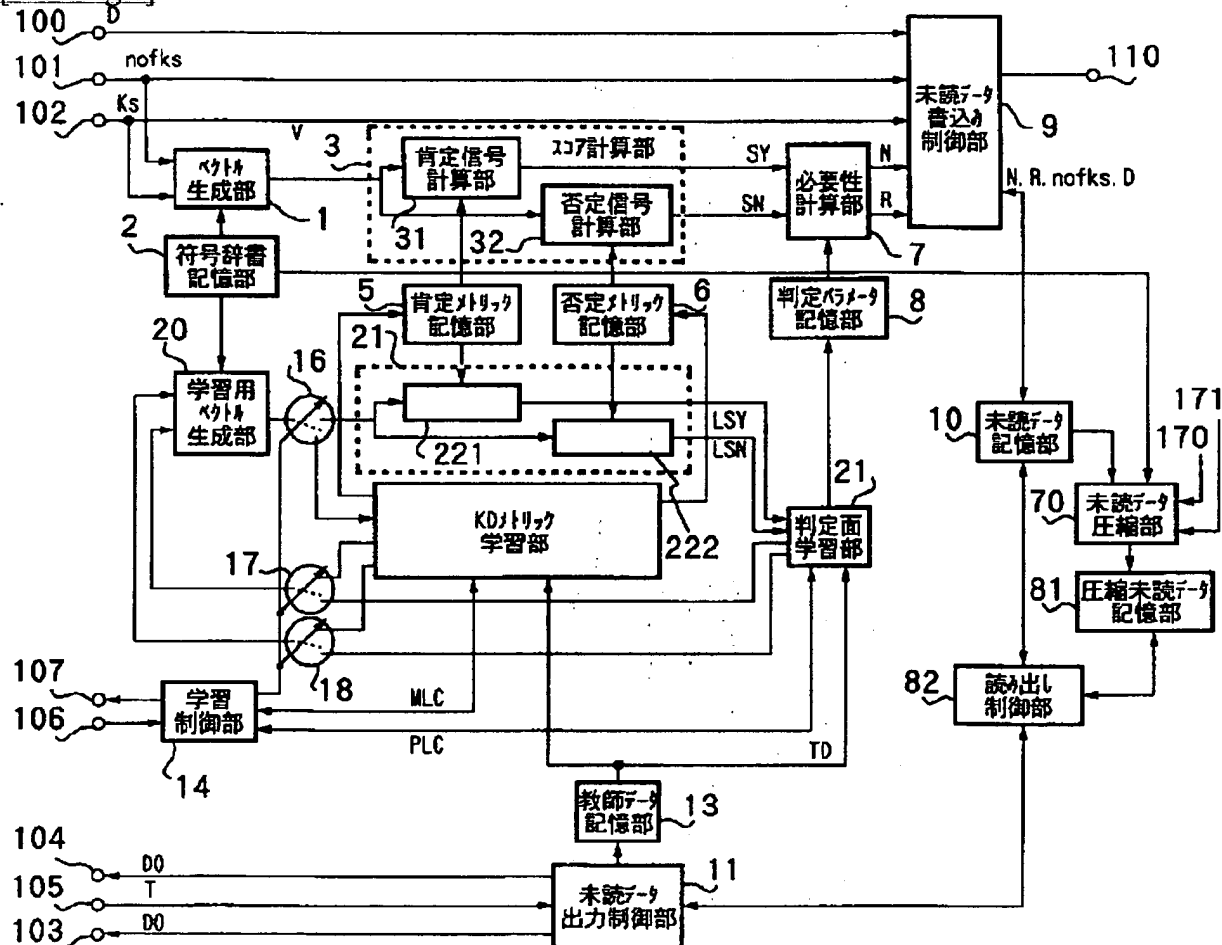 100 D
101 nofks
102 Ks
110
未読データ
書込み
制御部
9
V
3
スコア計算部
肯定信号
計算部
31
否定信号
計算部
32
SY
SN
必要性
計算部
7
N
R
N. R. nofks. D
ベクトル
生成部
1
2
符号辞書
記憶部
5
肯定メトリック
記憶部
否定メトリック
記憶部
6
判定パラメータ
記憶部
8
20
学習用
ベクトル
生成部
16
21
221
222
LSY
LSN
KDメトリック
学習部
21
判定面
学習部
10
未読データ
記憶部
171
170
70
未読データ
圧縮部
81
圧縮未読データ
記憶部
82
読み出し
制御部
17
18
107
106
学習
制御部
14
MLC
PLC
TD
教師データ
記憶部
13
104 DO
105 T
103 DO
未読データ
出力制御部
11